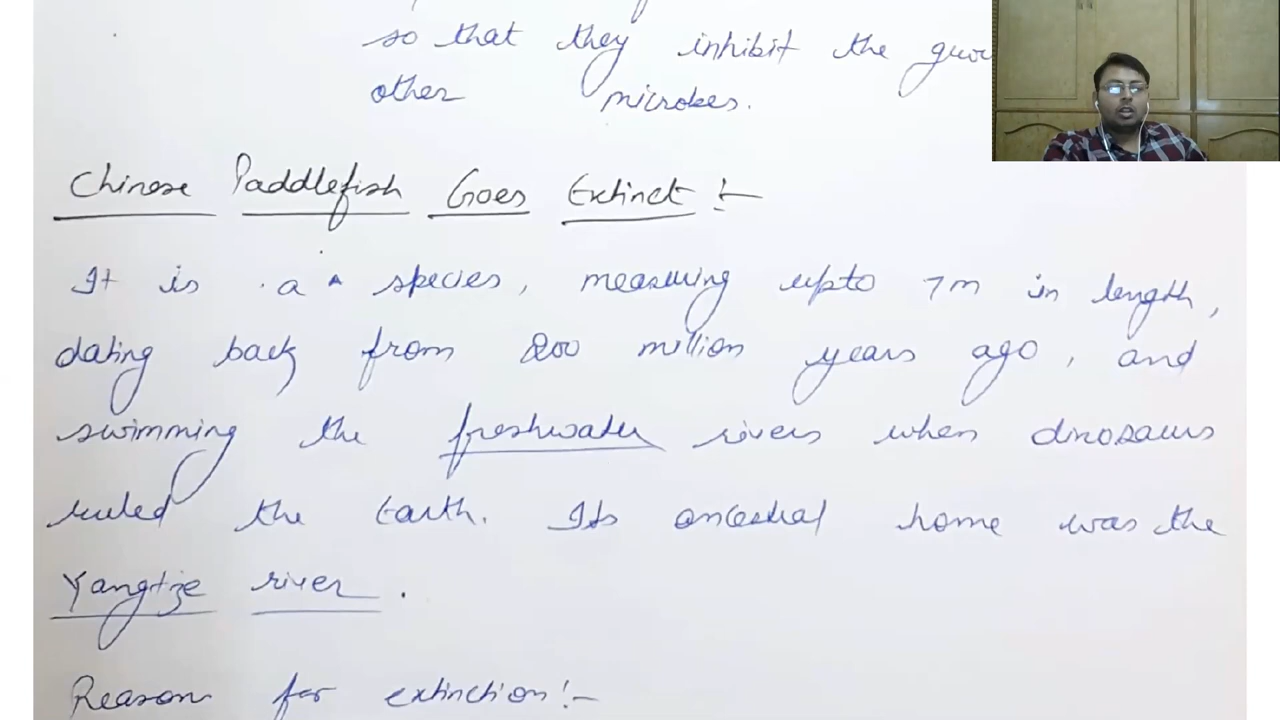 so that they inhibit the
other microbes.
Chinese Paddlefish Goes Extinct :-
It is a species, measuring upto 7m in length,
dating back from 200 million years ago, and
swimming the freshwater rivers when dinosaurs
ruled the Earth. Its ancestral home was the
Yangtze river.
Reason for extinction :-